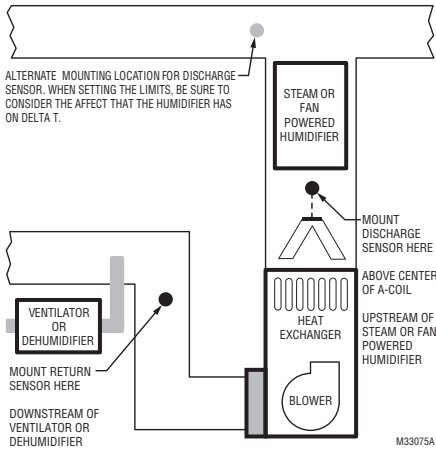 ALTERNATE MOUNTING LOCATION FOR DISCHARGE
SENSOR. WHEN SETTING THE LIMITS, BE SURE TO
CONSIDER THE AFFECT THAT THE HUMIDIFIER HAS
ON DELTA T.
STEAM OR
FAN
POWERED
HUMIDIFIER
MOUNT
DISCHARGE
SENSOR HERE
ABOVE CENTER
OF A-COIL
UPSTREAM OF
STEAM OR FAN
POWERED
HUMIDIFIER
HEAT
EXCHANGER
BLOWER
VENTILATOR
OR
DEHUMIDIFIER
MOUNT RETURN
SENSOR HERE
DOWNSTREAM OF
VENTILATOR OR
DEHUMIDIFIER
M33075A